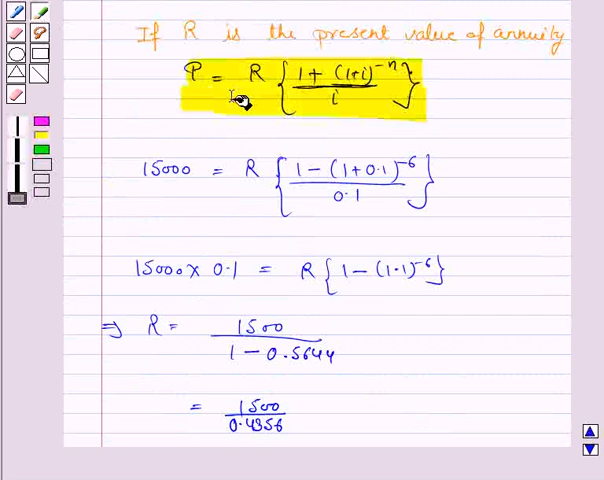 If R is the present value of annuity
P = R { 1 + (1+i)^-n / i }
15000 = R { 1 - (1+0.1)^-6 / 0.1 }
15000 × 0.1 = R { 1 - (1.1)^-6 }
⇒ R = 1500 / 1 - 0.5644
= 1500 / 0.4356